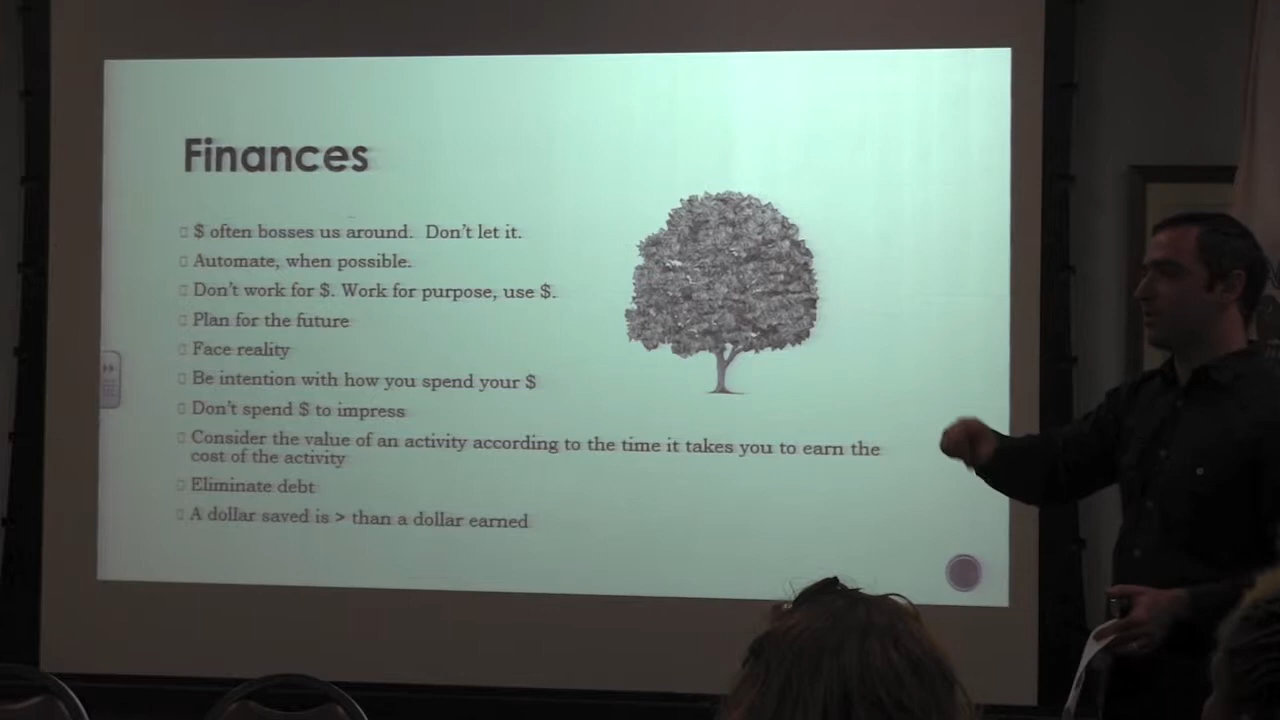 Finances
$ often bosses us around. Don't let it.
Automate, when possible.
Don't work for $. Work for purpose, use $.
Plan for the future
Face reality
Be intention with how you spend your $
Don't spend $ to impress
Consider the value of an activity according to the time it takes you to earn the
cost of the activity
Eliminate debt
A dollar saved is > than a dollar earned